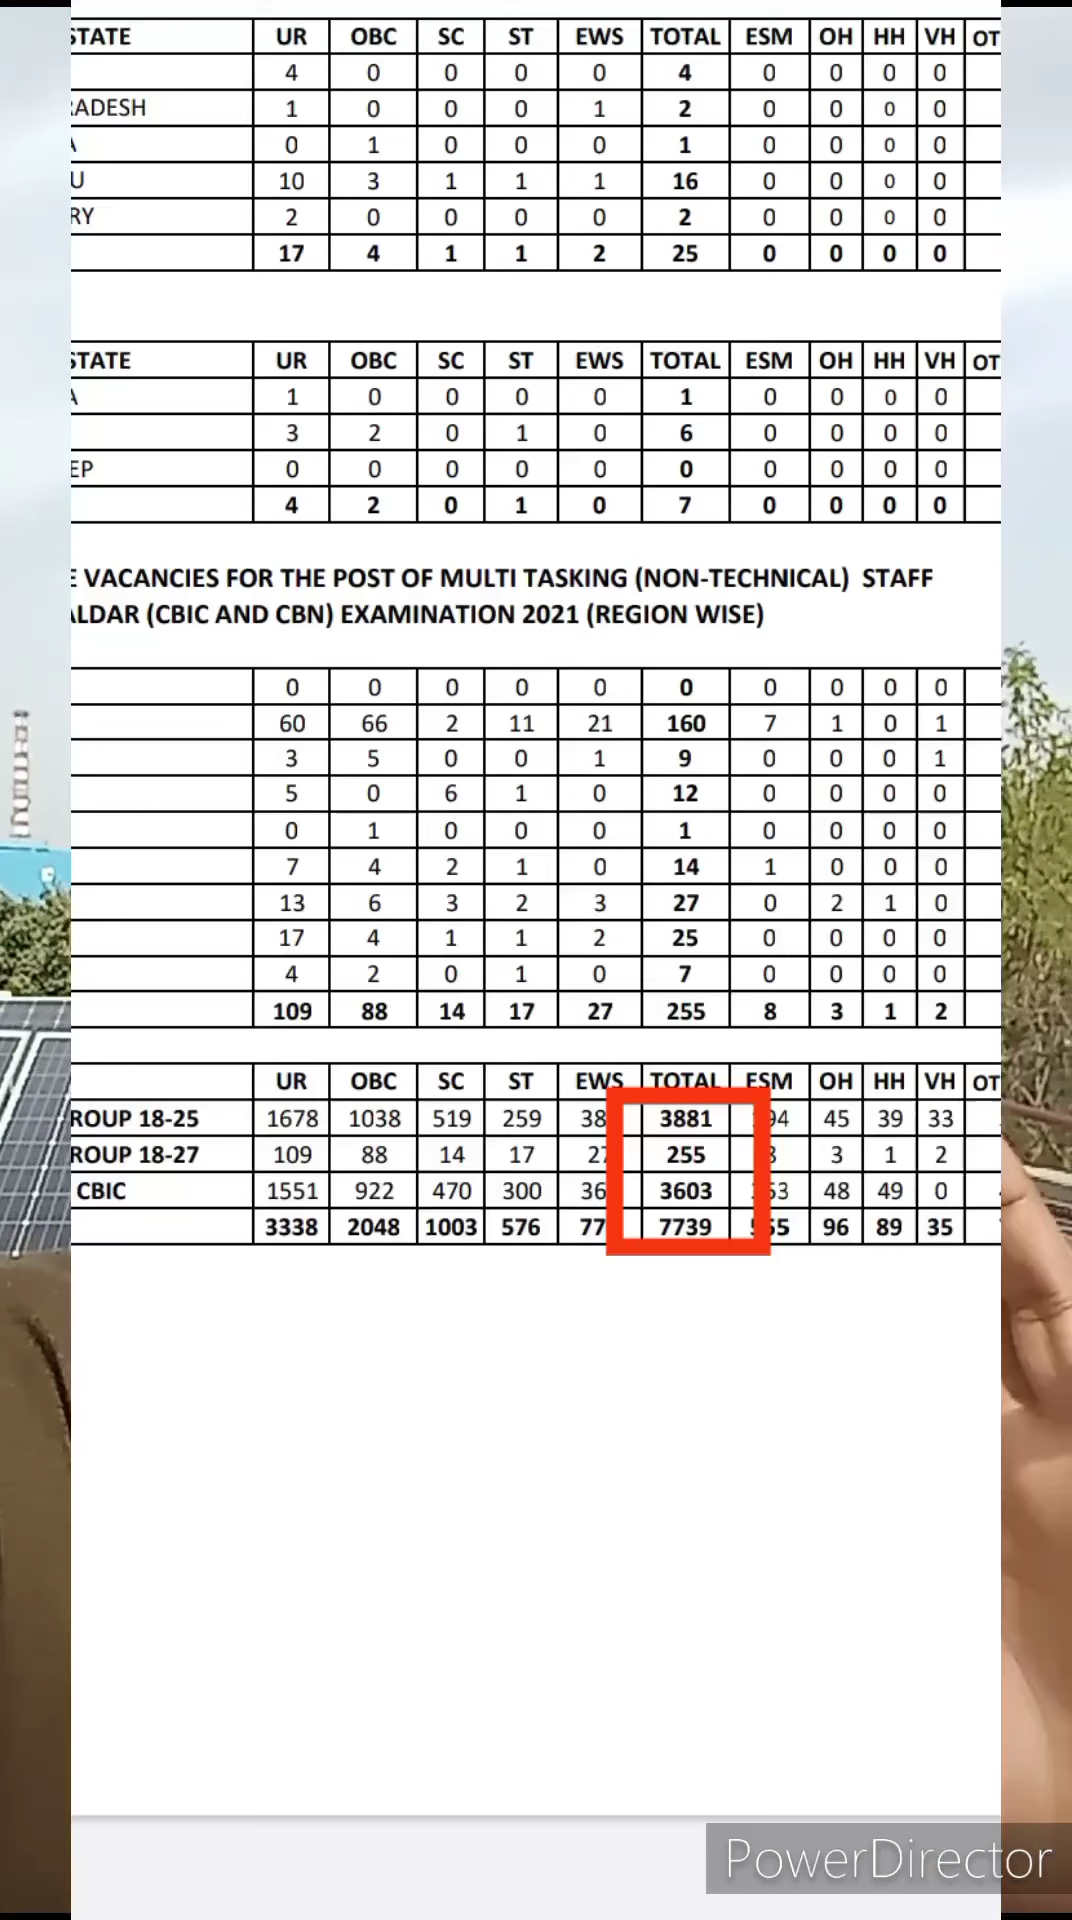 STATE UR OBC SC ST EWS TOTAL ESM OH HH VH OT
4 0 0 0 0 4 0 0 0 0
RADESH 1 0 0 0 1 2 0 0 0 0
A 0 1 0 0 0 1 0 0 0 0
U 10 3 1 1 1 16 0 0 0 0
RY 2 0 0 0 0 2 0 0 0 0
17 4 1 1 2 25 0 0 0 0
STATE UR OBC SC ST EWS TOTAL ESM OH HH VH OT
A 1 0 0 0 0 1 0 0 0 0
3 2 0 1 0 6 0 0 0 0
EP 0 0 0 0 0 0 0 0 0 0
4 2 0 1 0 7 0 0 0 0
E VACANCIES FOR THE POST OF MULTI TASKING (NON-TECHNICAL) STAFF
ALDAR (CBIC AND CBN) EXAMINATION 2021 (REGION WISE)
0 0 0 0 0 0 0 0 0 0
60 66 2 11 21 160 7 1 0 1
3 5 0 0 1 9 0 0 0 1
5 0 6 1 0 12 0 0 0 0
0 1 0 0 0 1 0 0 0 0
7 4 2 1 0 14 1 0 0 0
13 6 3 2 3 27 0 2 1 0
17 4 1 1 2 25 0 0 0 0
4 2 0 1 0 7 0 0 0 0
109 88 14 17 27 255 8 3 1 2
UR OBC SC ST EWS TOTAL ESM OH HH VH OT
ROUP 18-25 1678 1038 519 259 38 3881 94 45 39 33
ROUP 18-27 109 88 14 17 27 255 8 3 1 2
CBIC 1551 922 470 300 36 3603 53 48 49 0
3338 2048 1003 576 77 7739 55 96 89 35
PowerDirector